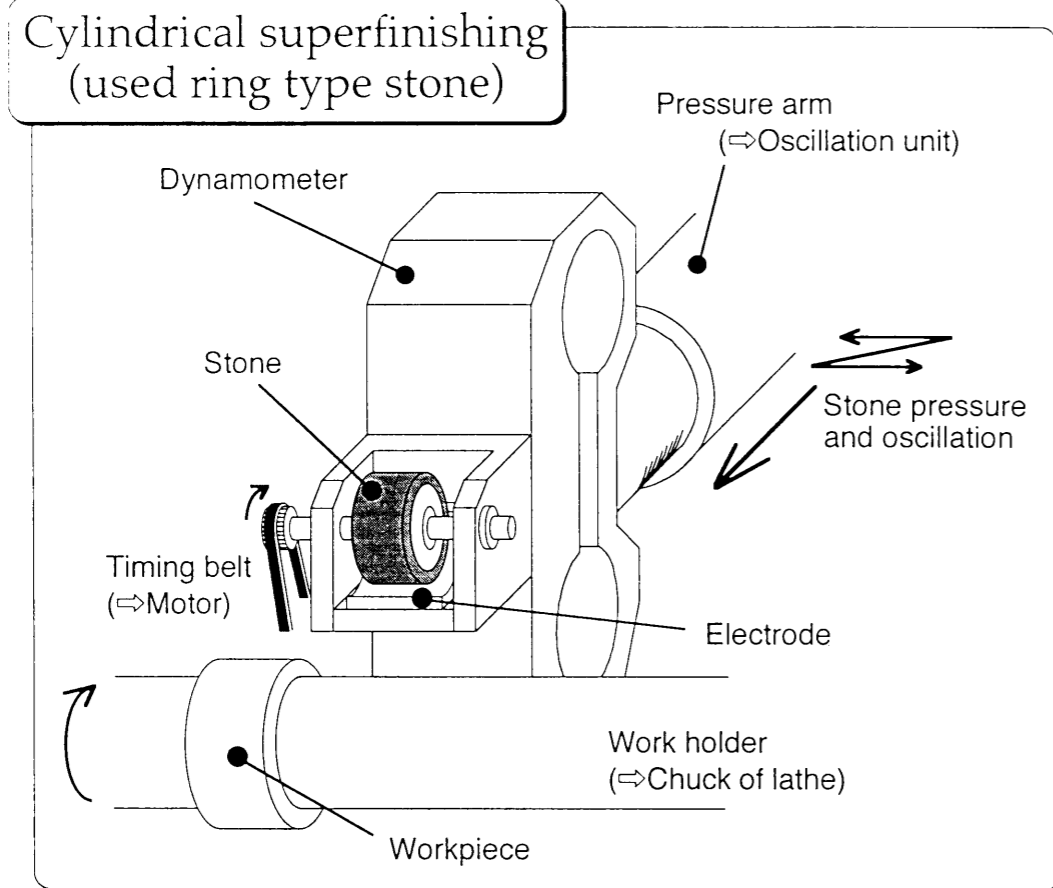 Cylindrical superfinishing
(used ring type stone)
Pressure arm
(⇨Oscillation unit)
Dynamometer
Stone
Stone pressure
and oscillation
Timing belt
(⇨Motor)
Electrode
Work holder
(⇨Chuck of lathe)
Workpiece